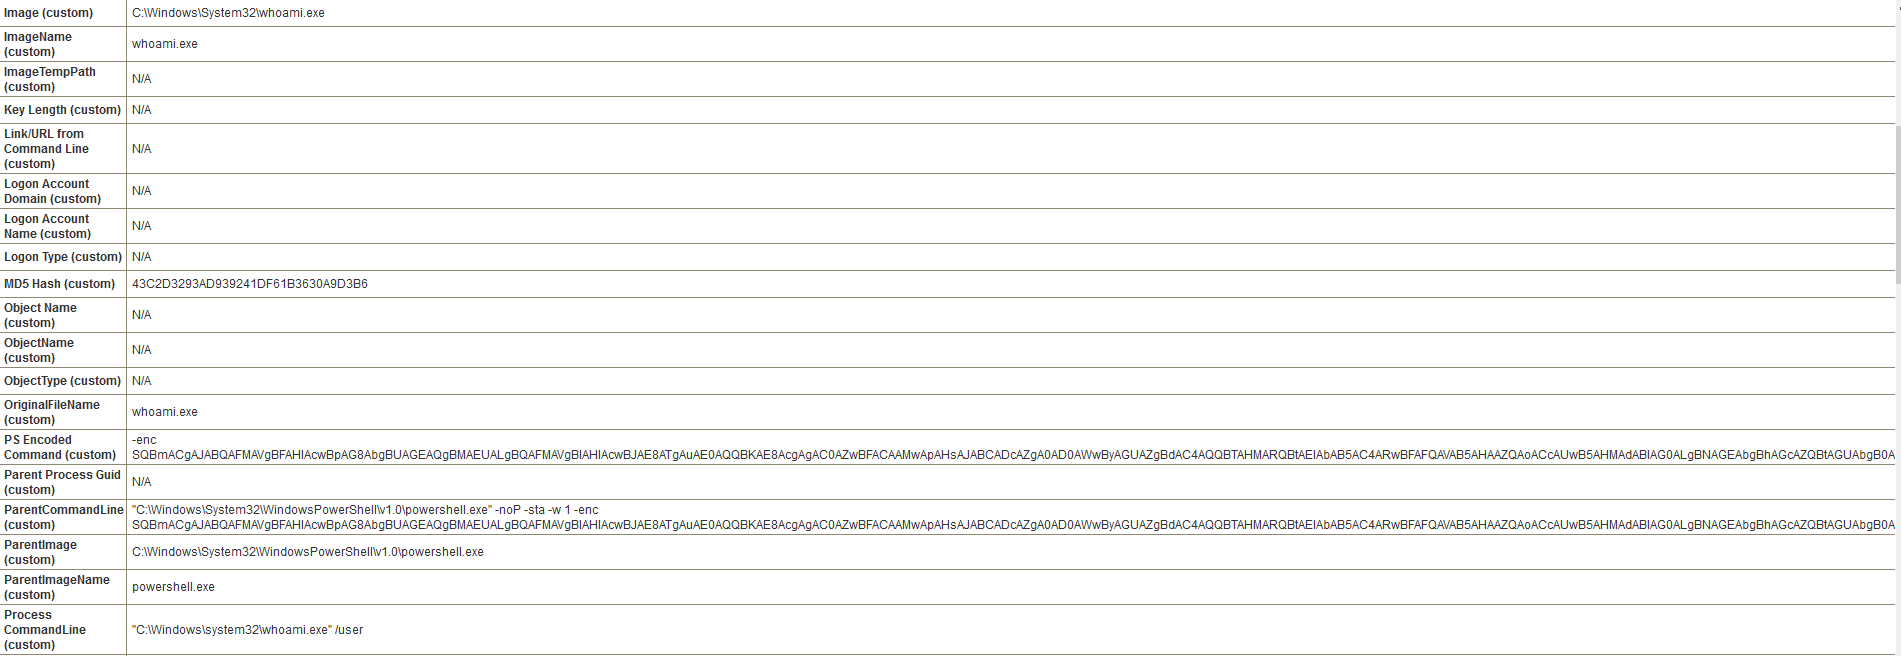 Image (custom) C:\Windows\System32\whoami.exe
ImageName
(custom)
whoami.exe
ImageTempPath
(custom)
N/A
Key Length (custom) N/A
Link/URL from
Command Line
(custom)
N/A
Logon Account
Domain (custom)
N/A
Logon Account
Name (custom)
N/A
Logon Type (custom) N/A
MD5 Hash (custom) 43C2D3293AD939241DF61B3630A9D3B6
Object Name
(custom)
N/A
ObjectName
(custom)
N/A
ObjectType (custom) N/A
OriginalFileName
(custom)
whoami.exe
PS Encoded
Command (custom)
-enc
Parent Process Guid
(custom)
N/A
ParentCommandLine
(custom)
"C:\Windows\System32\WindowsPowerShell\v1.0\powershell.exe" -noP -sta -w 1 -enc
ParentImage
(custom)
C:\Windows\System32\WindowsPowerShell\v1.0\powershell.exe
ParentImageName
(custom)
powershell.exe
Process
CommandLine
(custom)
"C:\Windows\system32\whoami.exe" /user